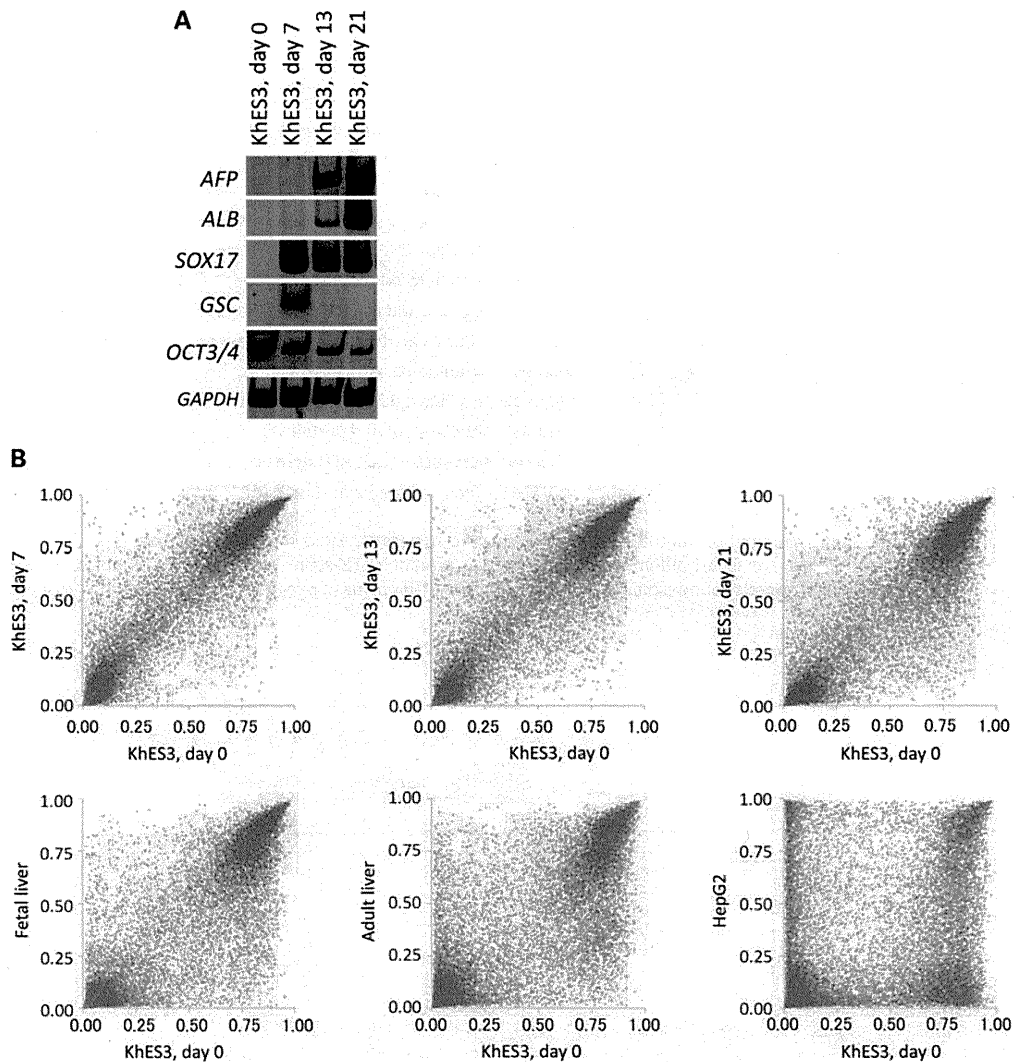 A
KhES3, day 0
KhES3, day 7
KhES3, day 13
KhES3, day 21
AFP
ALB
SOX17
GSC
OCT3/4
GAPDH
B
1.00
0.75
0.50
0.25
0.00
KhES3, day 7
0.00 0.25 0.50 0.75 1.00
KhES3, day 0
1.00
0.75
0.50
0.25
0.00
KhES3, day 13
0.00 0.25 0.50 0.75 1.00
KhES3, day 0
1.00
0.75
0.50
0.25
0.00
KhES3, day 21
0.00 0.25 0.50 0.75 1.00
KhES3, day 0
1.00
0.75
0.50
0.25
0.00
Fetal liver
0.00 0.25 0.50 0.75 1.00
KhES3, day 0
1.00
0.75
0.50
0.25
0.00
Adult liver
0.00 0.25 0.50 0.75 1.00
KhES3, day 0
1.00
0.75
0.50
0.25
0.00
HepG2
0.00 0.25 0.50 0.75 1.00
KhES3, day 0